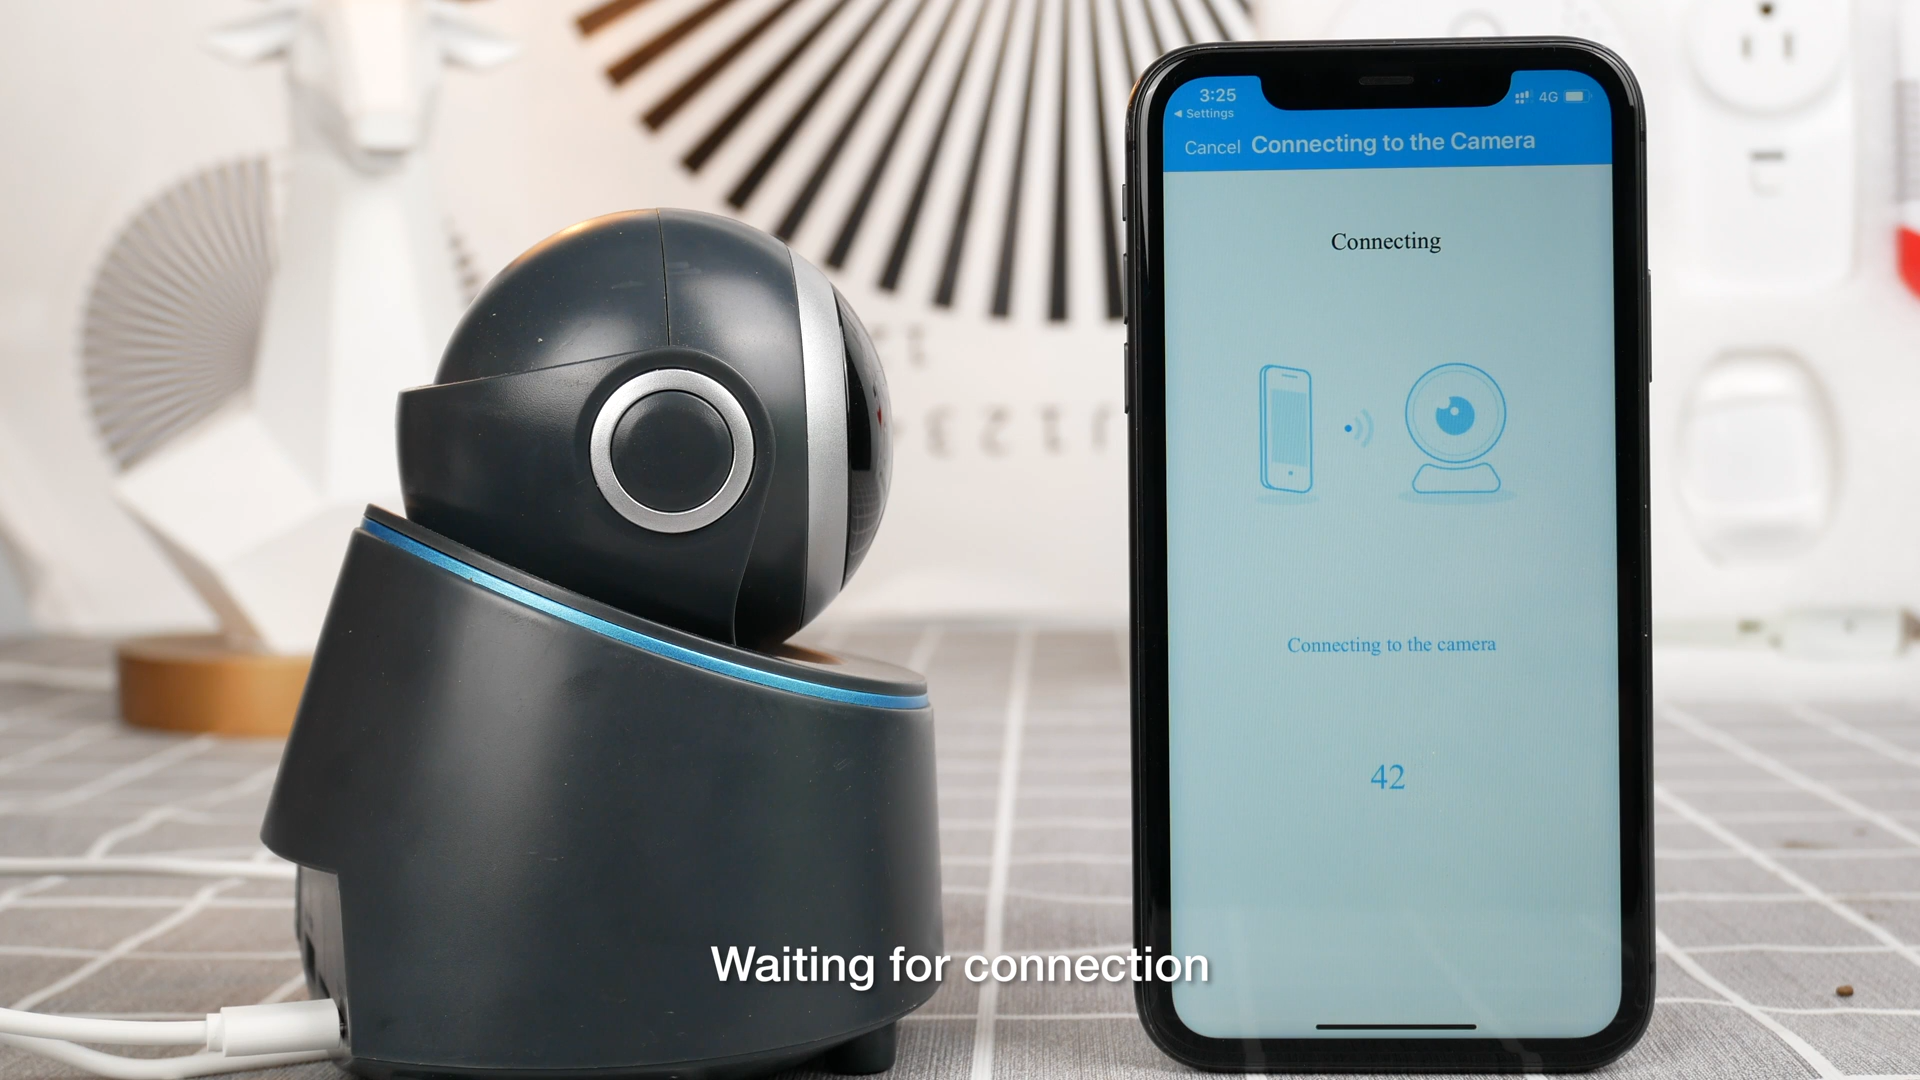 3:25
4G
◀ Settings
Cancel Connecting to the Camera
Connecting
Connecting to the camera
42
Waiting for connection